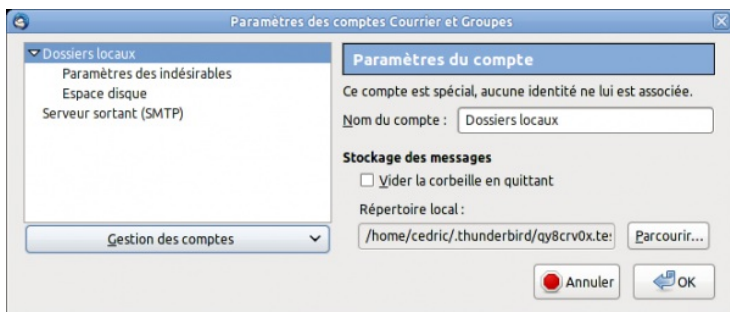 Paramètres des comptes Courrier et Groupes
Dossiers locaux
Paramètres des indésirables
Espace disque
Serveur sortant (SMTP)
Gestion des comptes
Paramètres du compte
Ce compte est spécial, aucune identité ne lui est associée.
Nom du compte : Dossiers locaux
Stockage des messages
Vider la corbeille en quittant
Répertoire local :
/home/cedric/.thunderbird/qy8crv0x.te: Parcourir...
Annuler OK